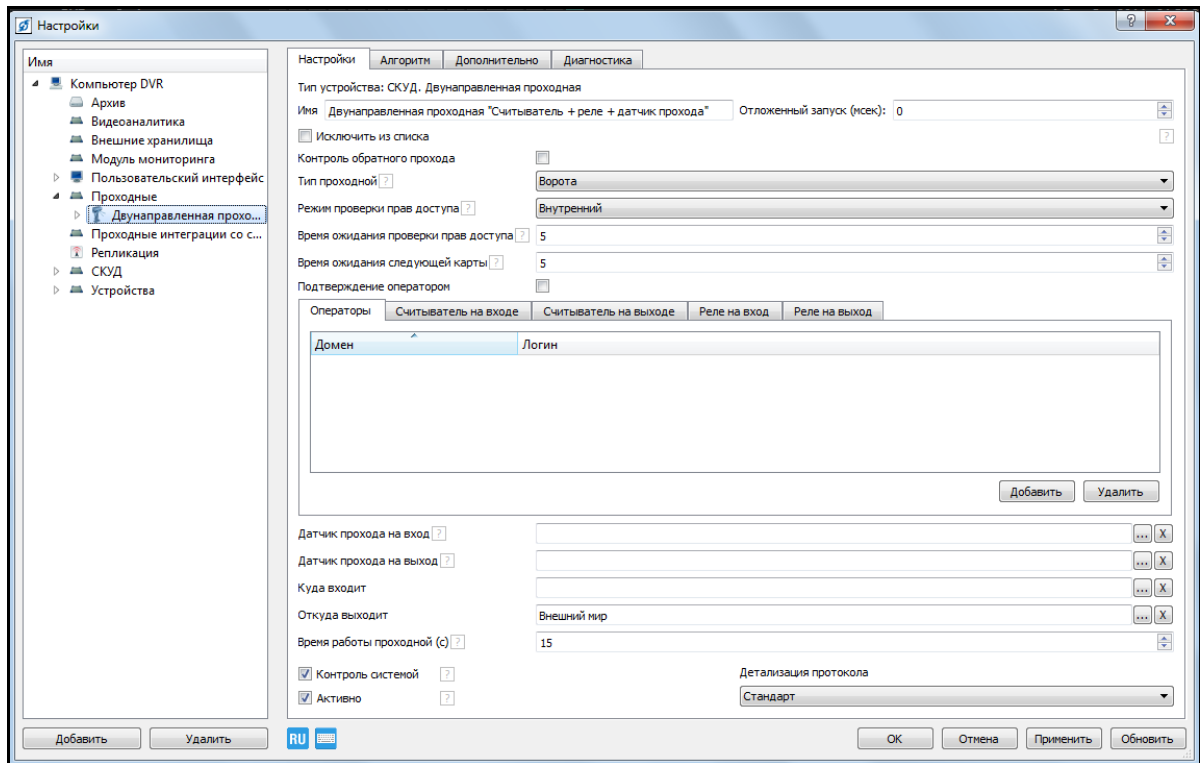 Настройки
?
X
Имя
Компьютер DVR
Архив
Видеоаналитика
Внешние хранилища
Модуль мониторинга
Пользовательский интерфейс
Проходные
Двунаправленная прохо...
Проходные интеграции со с...
Репликация
СКУД
Устройства
Добавить Удалить
Настройки Алгоритм Дополнительно Диагностика
Тип устройства: СКУД. Двунаправленная проходная
Имя Двунаправленная проходная "Считыватель + реле + датчик прохода" Отложенный запуск (мсек): 0
Исключить из списка ?
Контроль обратного прохода
Тип проходной ? Ворота
Режим проверки прав доступа ? Внутренний
Время ожидания проверки прав доступа ? 5
Время ожидания следующей карты ? 5
Подтверждение оператором
Операторы Считыватель на входе Считыватель на выходе Реле на вход Реле на выход
Домен Логин
Добавить Удалить
Датчик прохода на вход ? ... X
Датчик прохода на выход ? ... X
Куда входит ... X
Откуда выходит Внешний мир ... X
Время работы проходной (с) ? 15
Контроль системой ? Детализация протокола
Активно ? Стандарт
RU
OK Отмена Применить Обновить